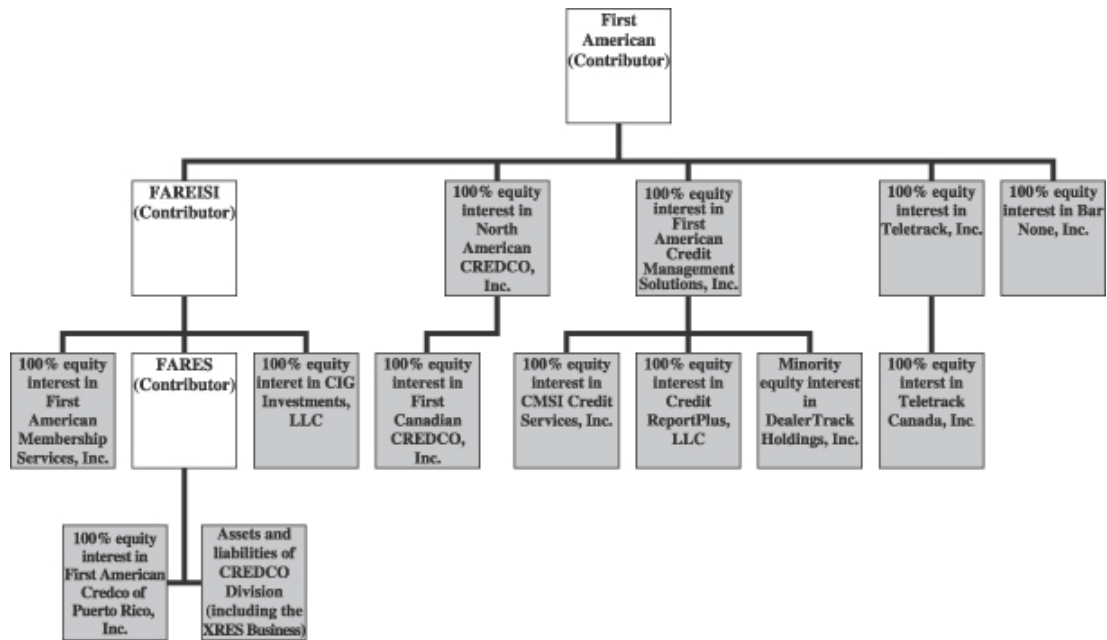 First
American
(Contributor)
FAREISI
(Contributor)
100% equity
interest in
North
American
CREDCO,
Inc.
100% equity
interest in
First
American
Credit
Management
Solutions, Inc.
100% equity
interest in
Teletrack, Inc.
100% equity
interest in Bar
None, Inc.
100% equity
interest in
First
American
Membership
Services, Inc.
FARES
(Contributor)
100% equity
interet in CIG
Investments,
LLC
100% equity
interest in
First
Canadian
CREDCO,
Inc.
100% equity
interest in
CMSI Credit
Services, Inc.
100% equity
interest in
Credit
ReportPlus,
LLC
Minority
equity interest
in
DealerTrack
Holdings, Inc.
100% equity
interst in
Teletrack
Canada, Inc
100% equity
interest in
First American
Credco of
Puerto Rico,
Inc.
Assets and
liabilities of
CREDCO
Division
(including the
XRES Business)